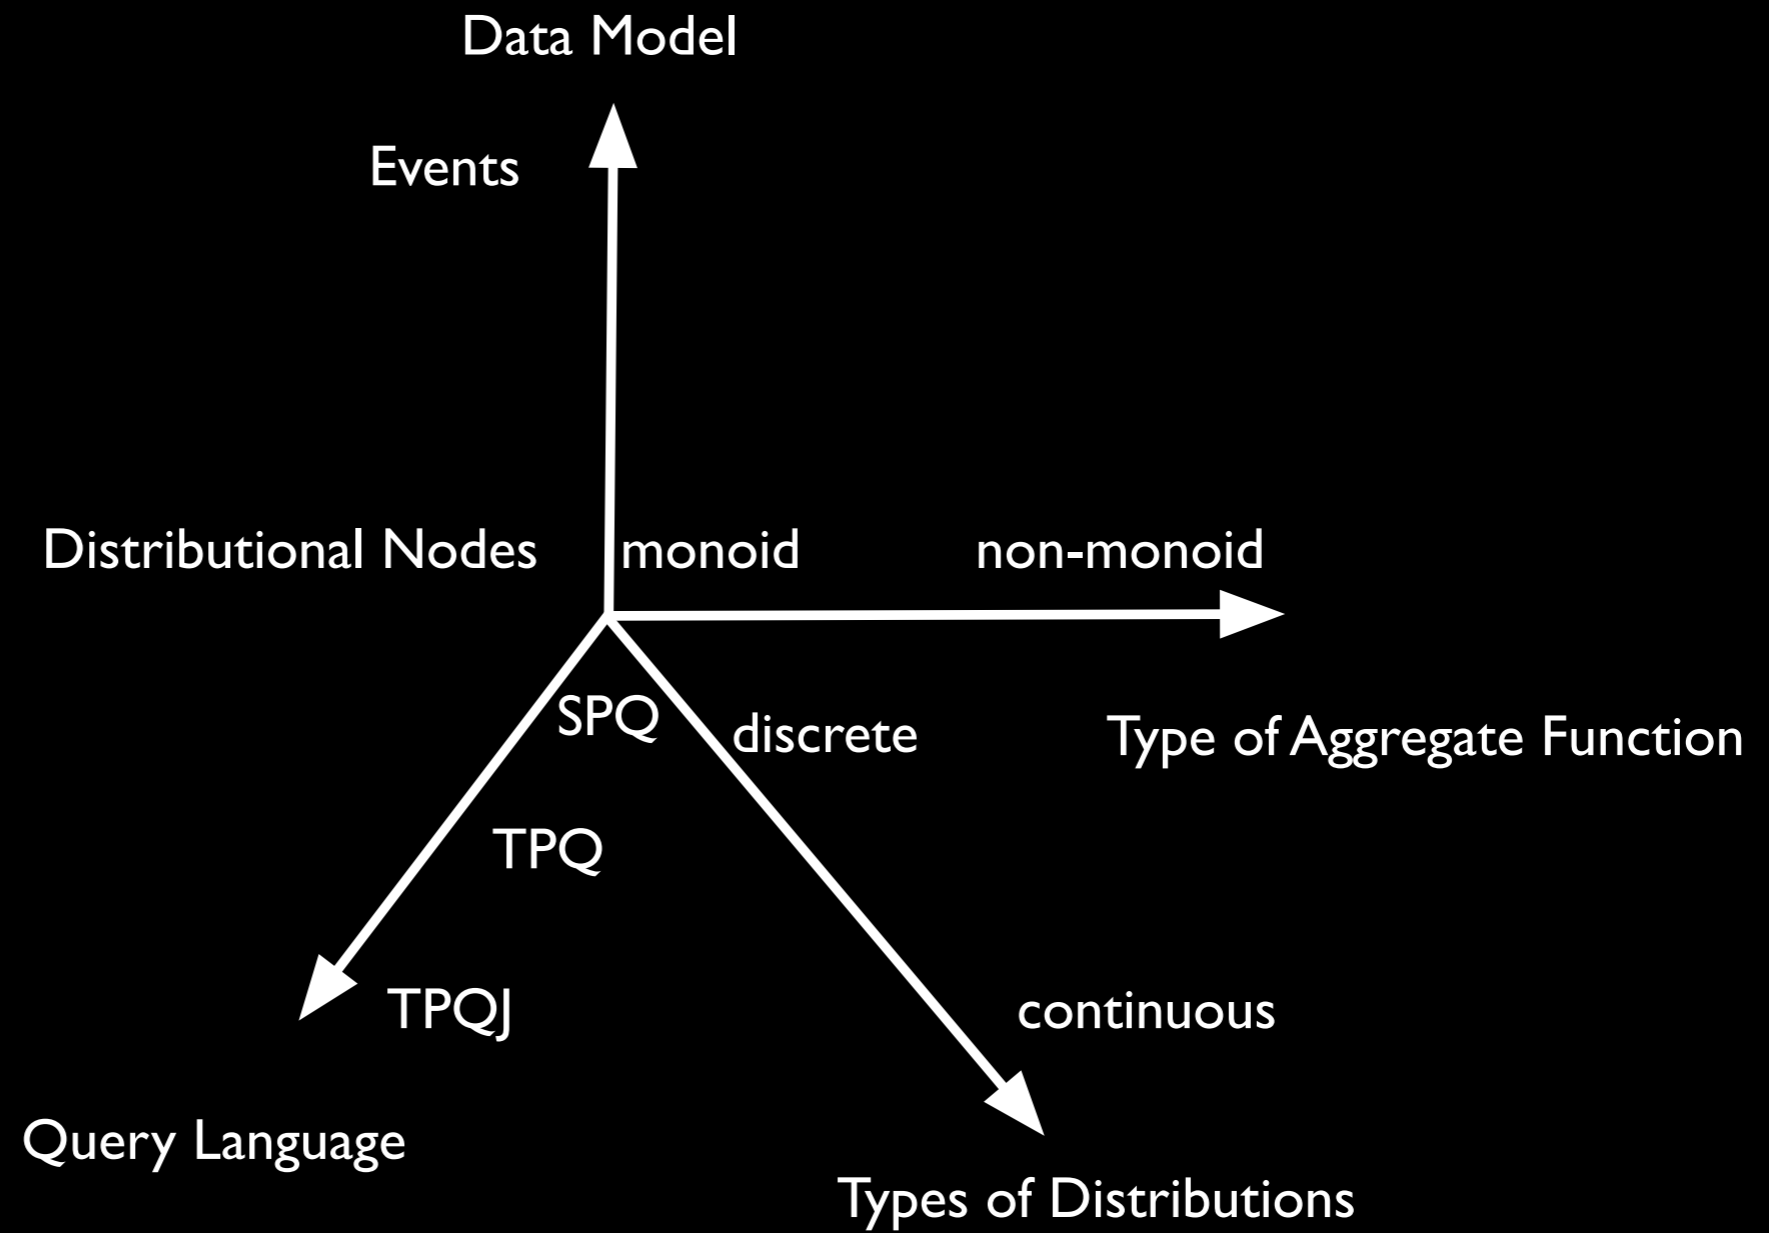 Data Model
Events
Distributional Nodes
monoid
non-monoid
SPQ
discrete
Type of Aggregate Function
TPQ
TPQJ
continuous
Query Language
Types of Distributions